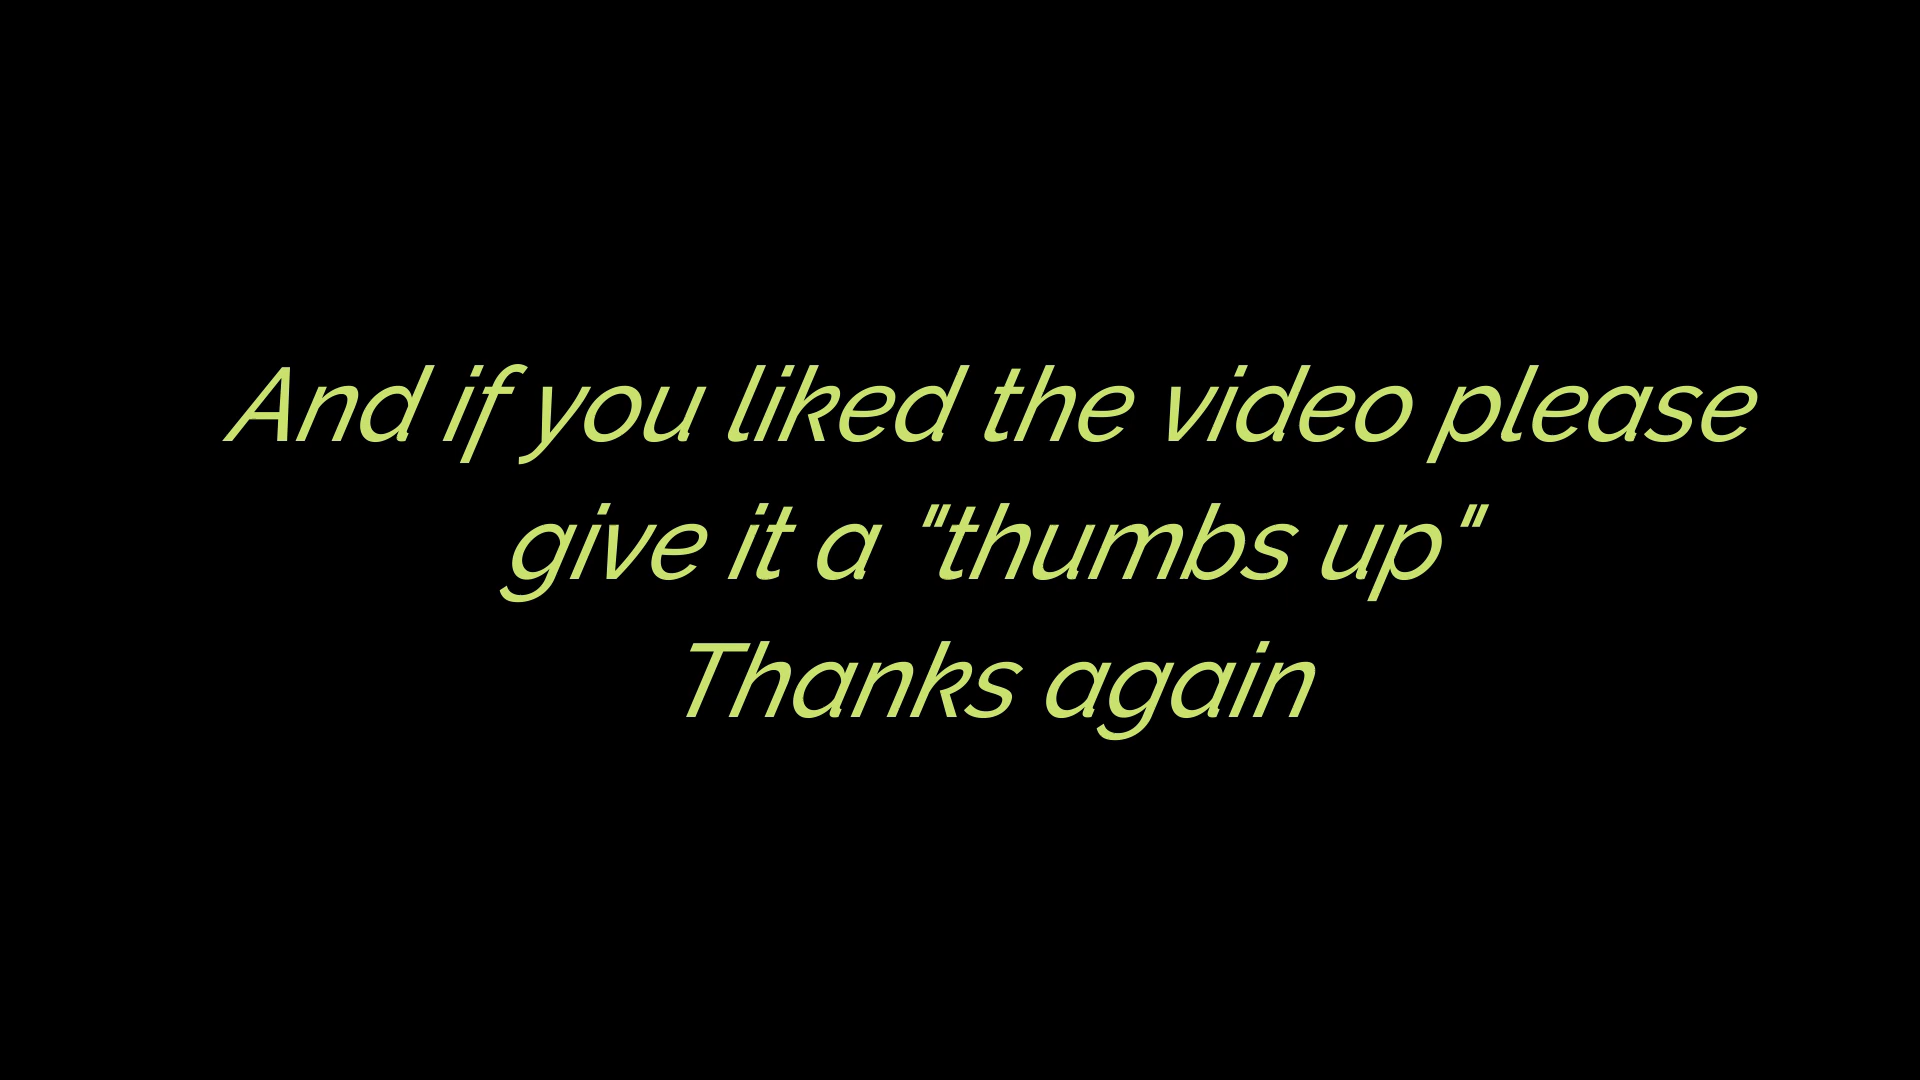 And if you liked the video please
give it a "thumbs up"
Thanks again